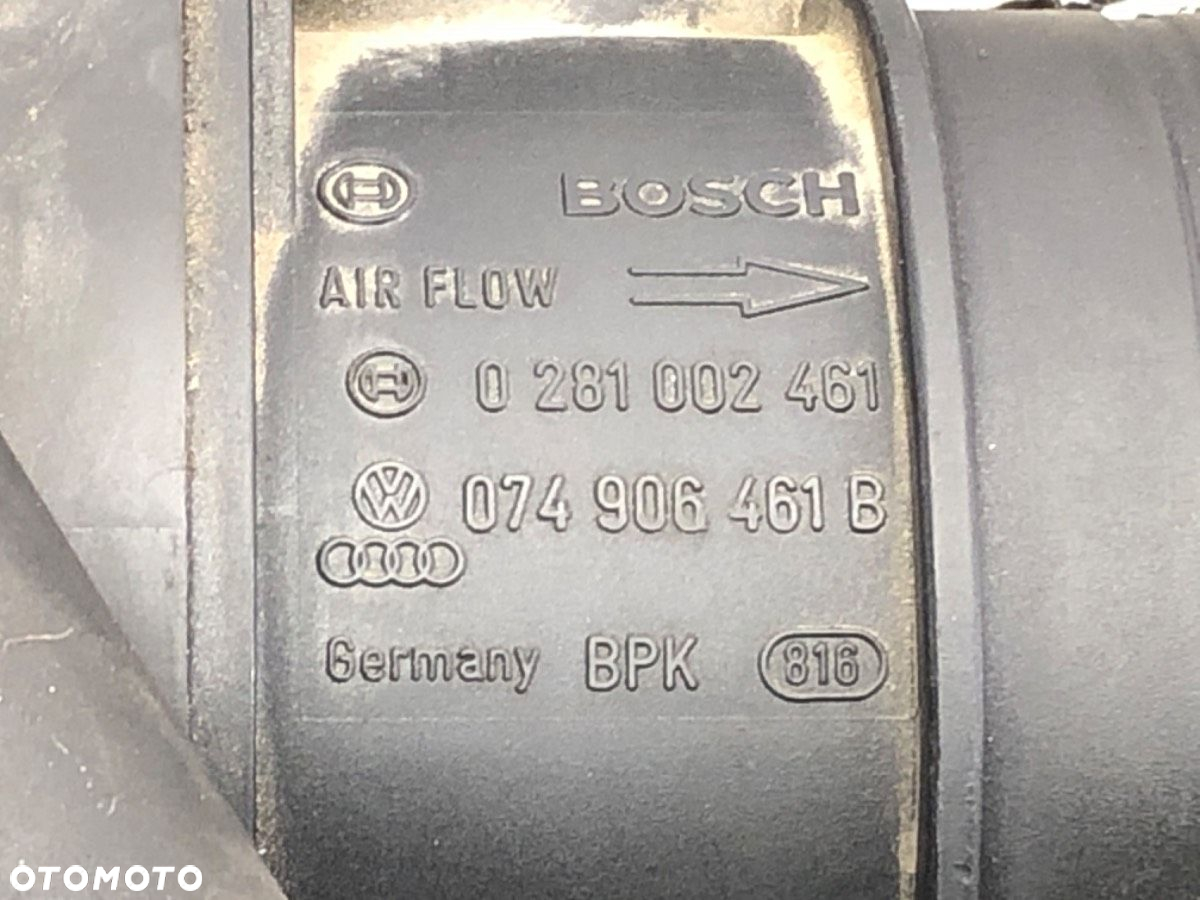 BOSCH
AIR FLOW
0 281 002 461
074 906 461 B
Germany BPK 816
OTOMOTO